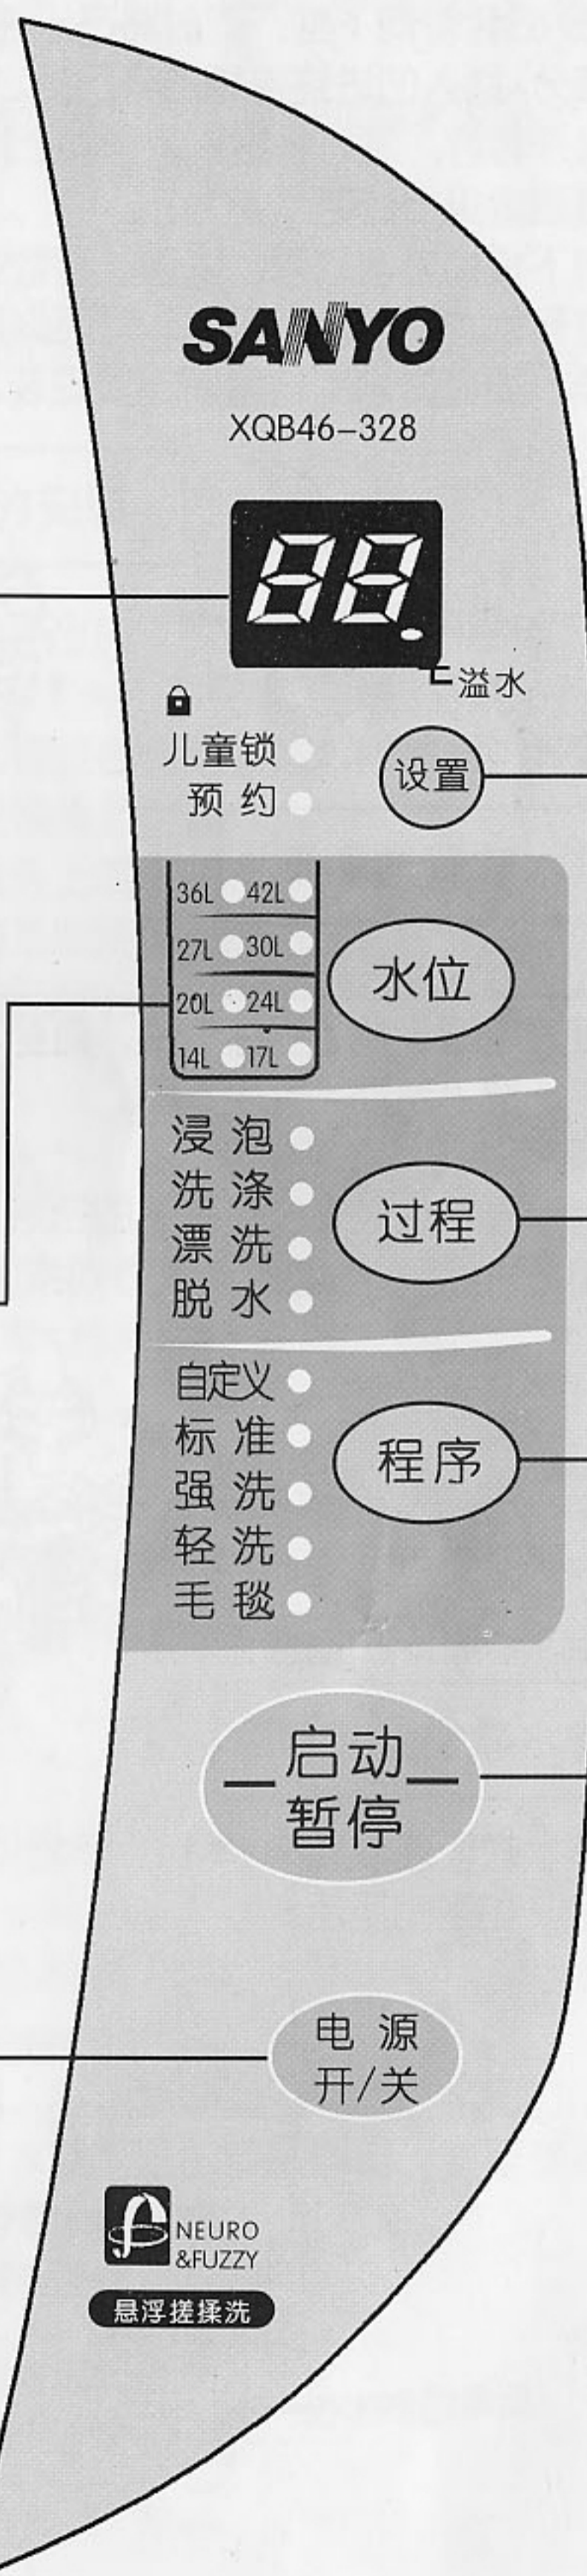 SANYO
XQB46-328
88.
溢水
儿童锁
预约
设置
36L 42L
27L 30L
20L 24L
14L 17L
水位
浸泡
洗涤
漂洗
脱水
过程
自定义
标准
强洗
轻洗
毛毯
程序
启动
暂停
电源
开/关
NEURO
&FUZZY
悬浮搓揉洗